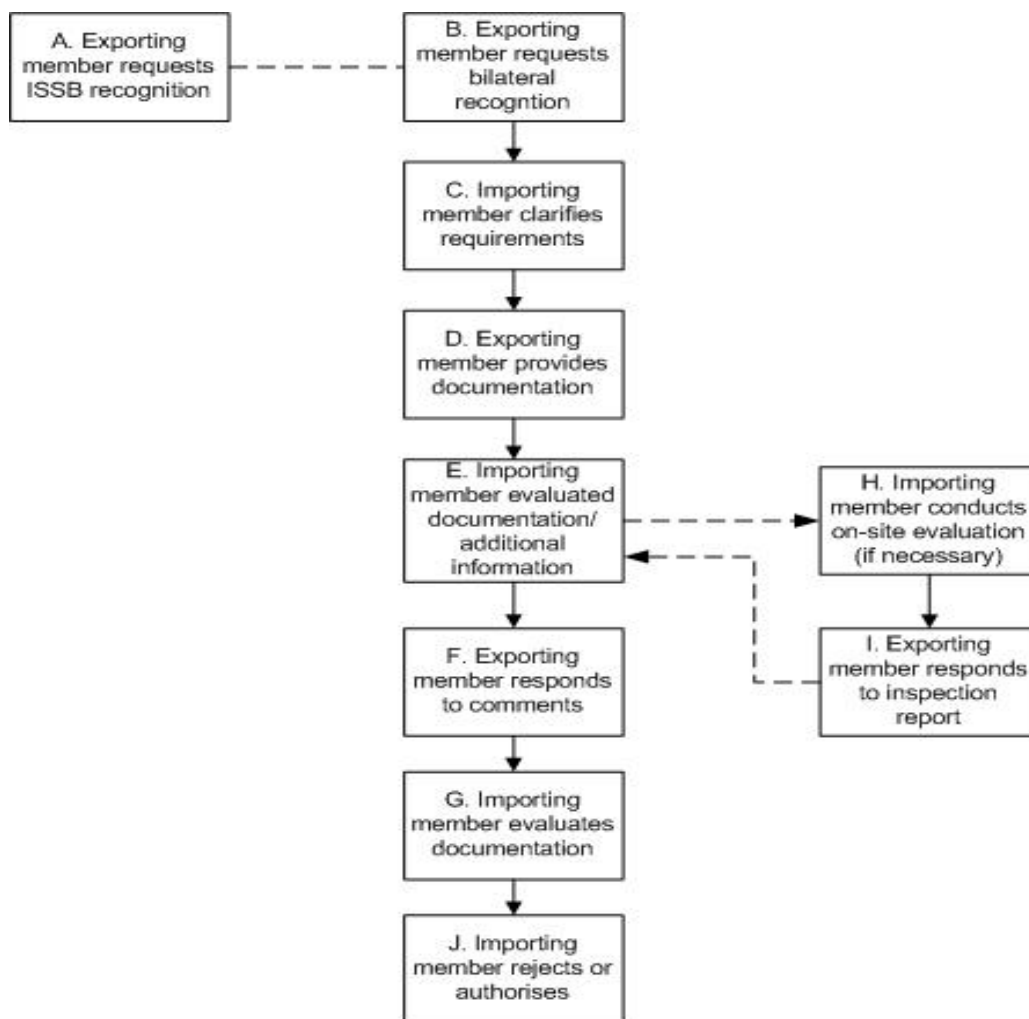 A. Exporting
member requests
ISSB recognition
B. Exporting
member requests
bilateral
recogntion
C. Importing
member clarifies
requirements
D. Exporting
member provides
documentation
E. Importing
member evaluated
documentation/
additional
information
H. Importing
member conducts
on-site evaluation
(if necessary)
F. Exporting
member responds
to comments
I. Exporting
member responds
to inspection
report
G. Importing
member evaluates
documentation
J. Importing
member rejects or
authorises